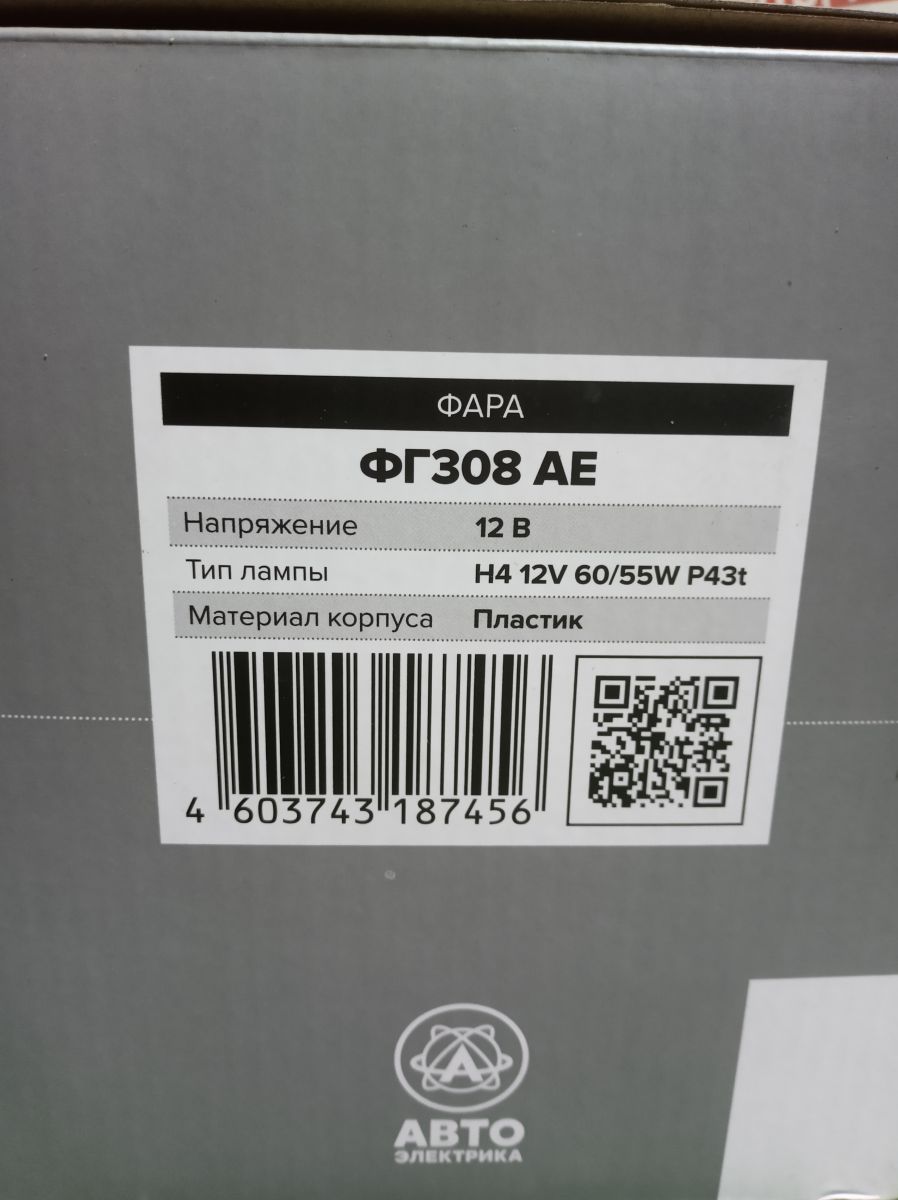 ФАРА
ФГ308 АЕ
Напряжение 12 В
Тип лампы H4 12V 60/55W P43t
Материал корпуса Пластик
4 603743 187456
АВТО
ЭЛЕКТРИКА